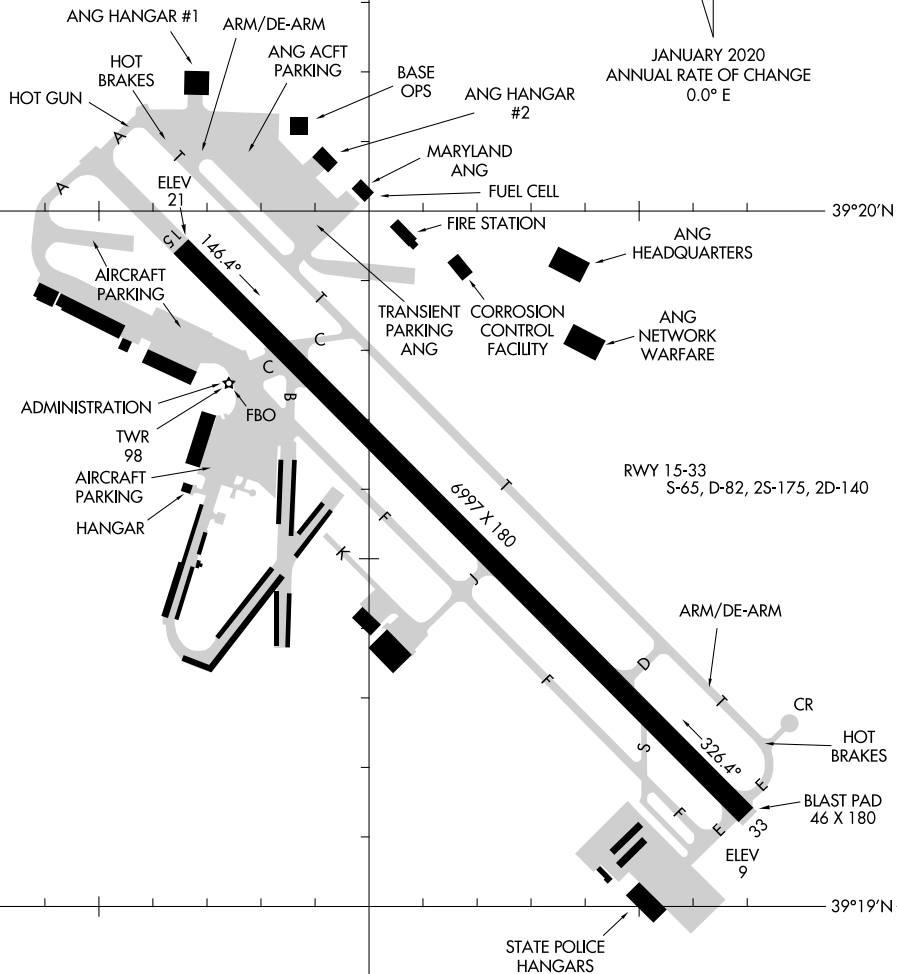 ANG HANGAR #1
ARM/DE-ARM
HOT
BRAKES
ANG ACFT
PARKING
HOT GUN
BASE
OPS
JANUARY 2020
ANNUAL RATE OF CHANGE
0.0° E
ANG HANGAR
#2
A
A
T
MARYLAND
ANG
ELEV
21
FUEL CELL
39°20'N
FIRE STATION
15
146.4°
ANG
HEADQUARTERS
AIRCRAFT
PARKING
T
TRANSIENT
PARKING
ANG
CORROSION
CONTROL
FACILITY
ANG
NETWORK
WARFARE
C
C
B
ADMINISTRATION
FBO
TWR
98
AIRCRAFT
PARKING
HANGAR
RWY 15-33
S-65, D-82, 2S-175, 2D-140
T
6997 X 180
F
K
J
ARM/DE-ARM
D
F
T
CR
S
326.4°
HOT
BRAKES
E
BLAST PAD
46 X 180
F
E
33
ELEV
9
39°19'N
STATE POLICE
HANGARS